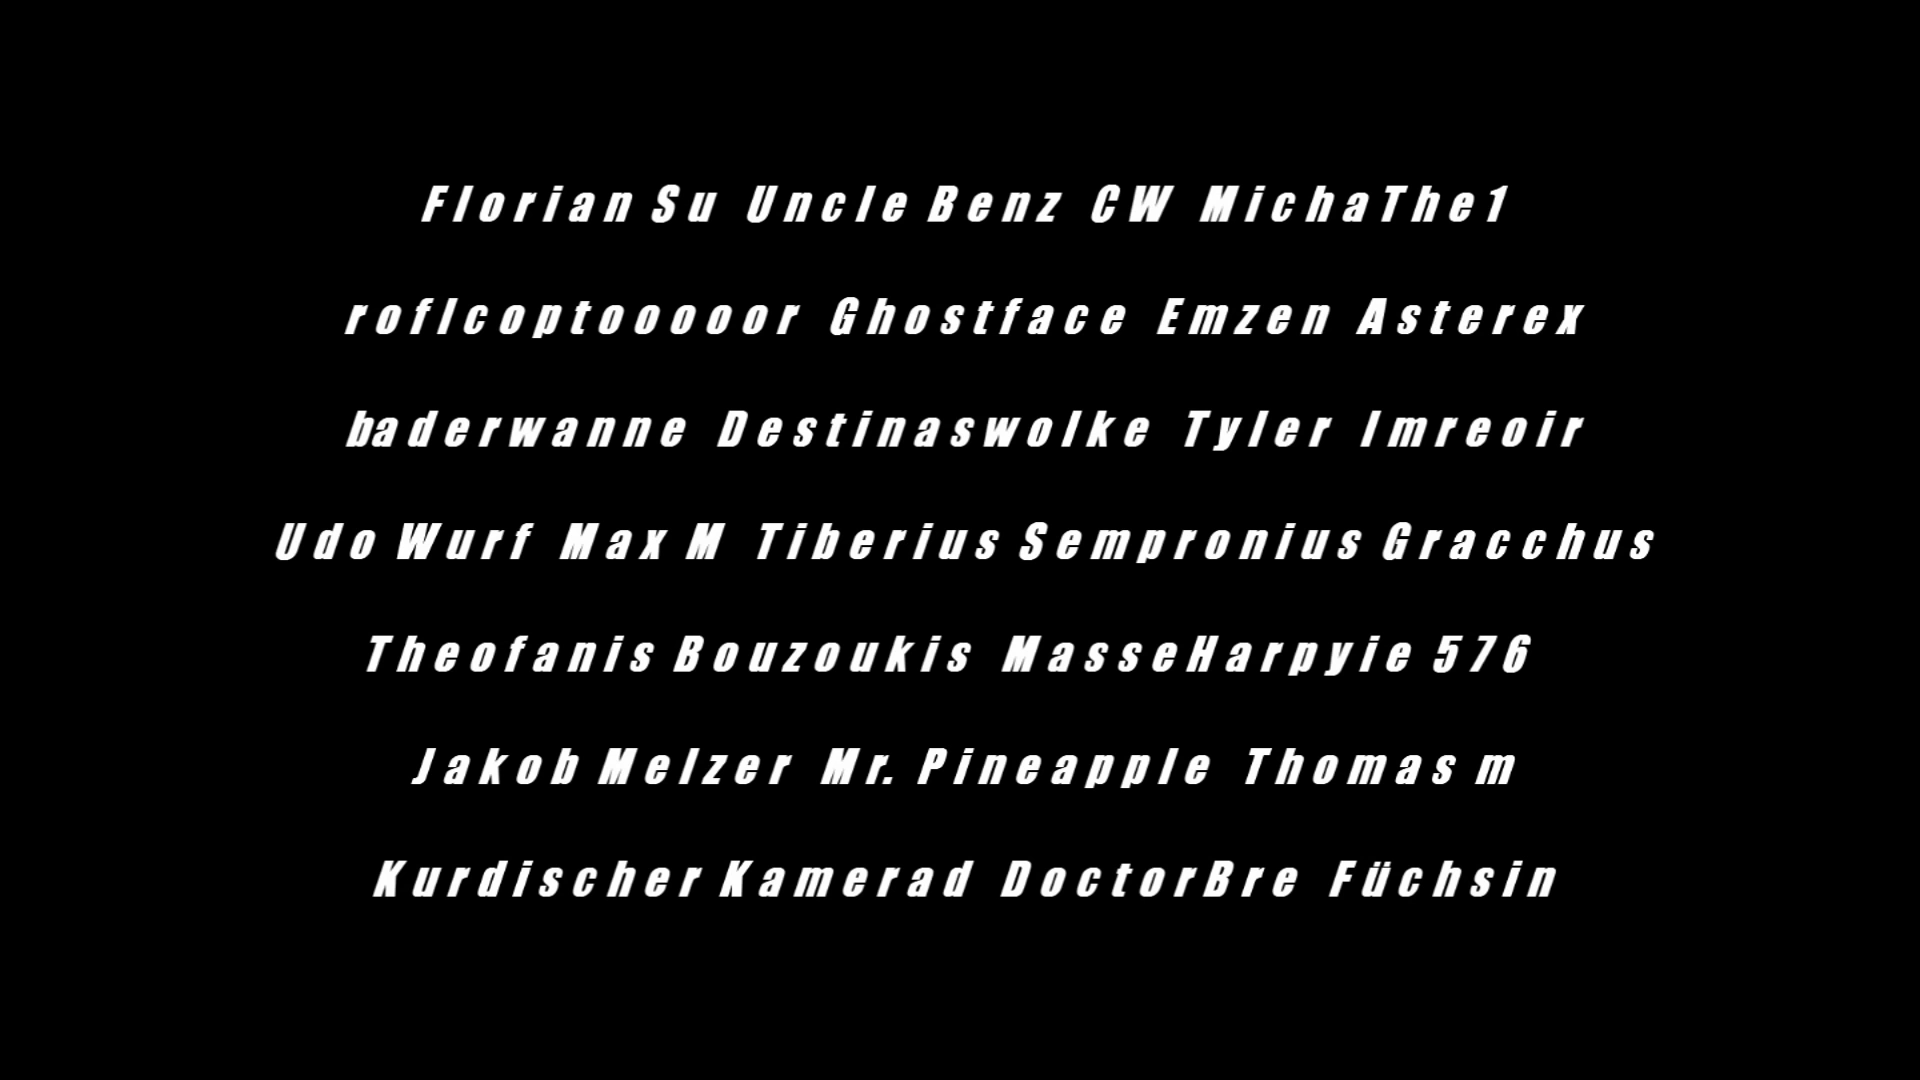 Florian Su Uncle Benz CW MichaThe1
roflcoptooooor Ghostface Emzen Asterex
baderwanne Destinaswolke Tyler Imreoir
Udo Wurf Max M Tiberius Sempronius Gracchus
Theofanis Bouzoukis MasseHarpyie 576
Jakob Melzer Mr. Pineapple Thomas m
Kurdischer Kamerad DoctorBre Füchsin